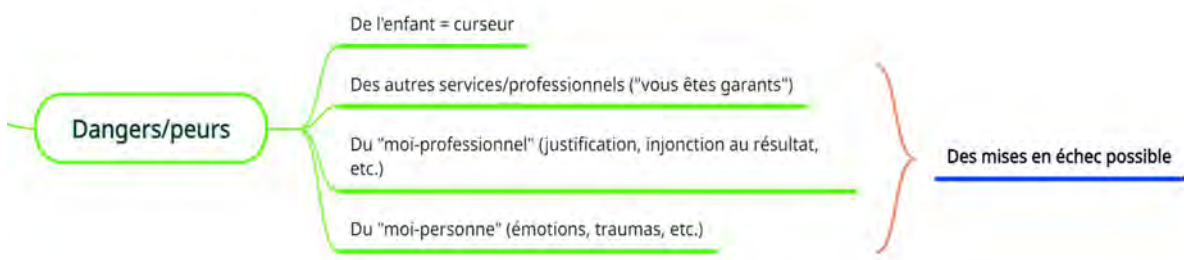 De l'enfant = curseur
Des autres services/professionnels ("vous êtes garants")
Dangers/peurs
Du "moi-professionnel" (justification, injonction au résultat,
etc.)
Des mises en échec possible
Du "moi-personne" (émotions, traumas, etc.)